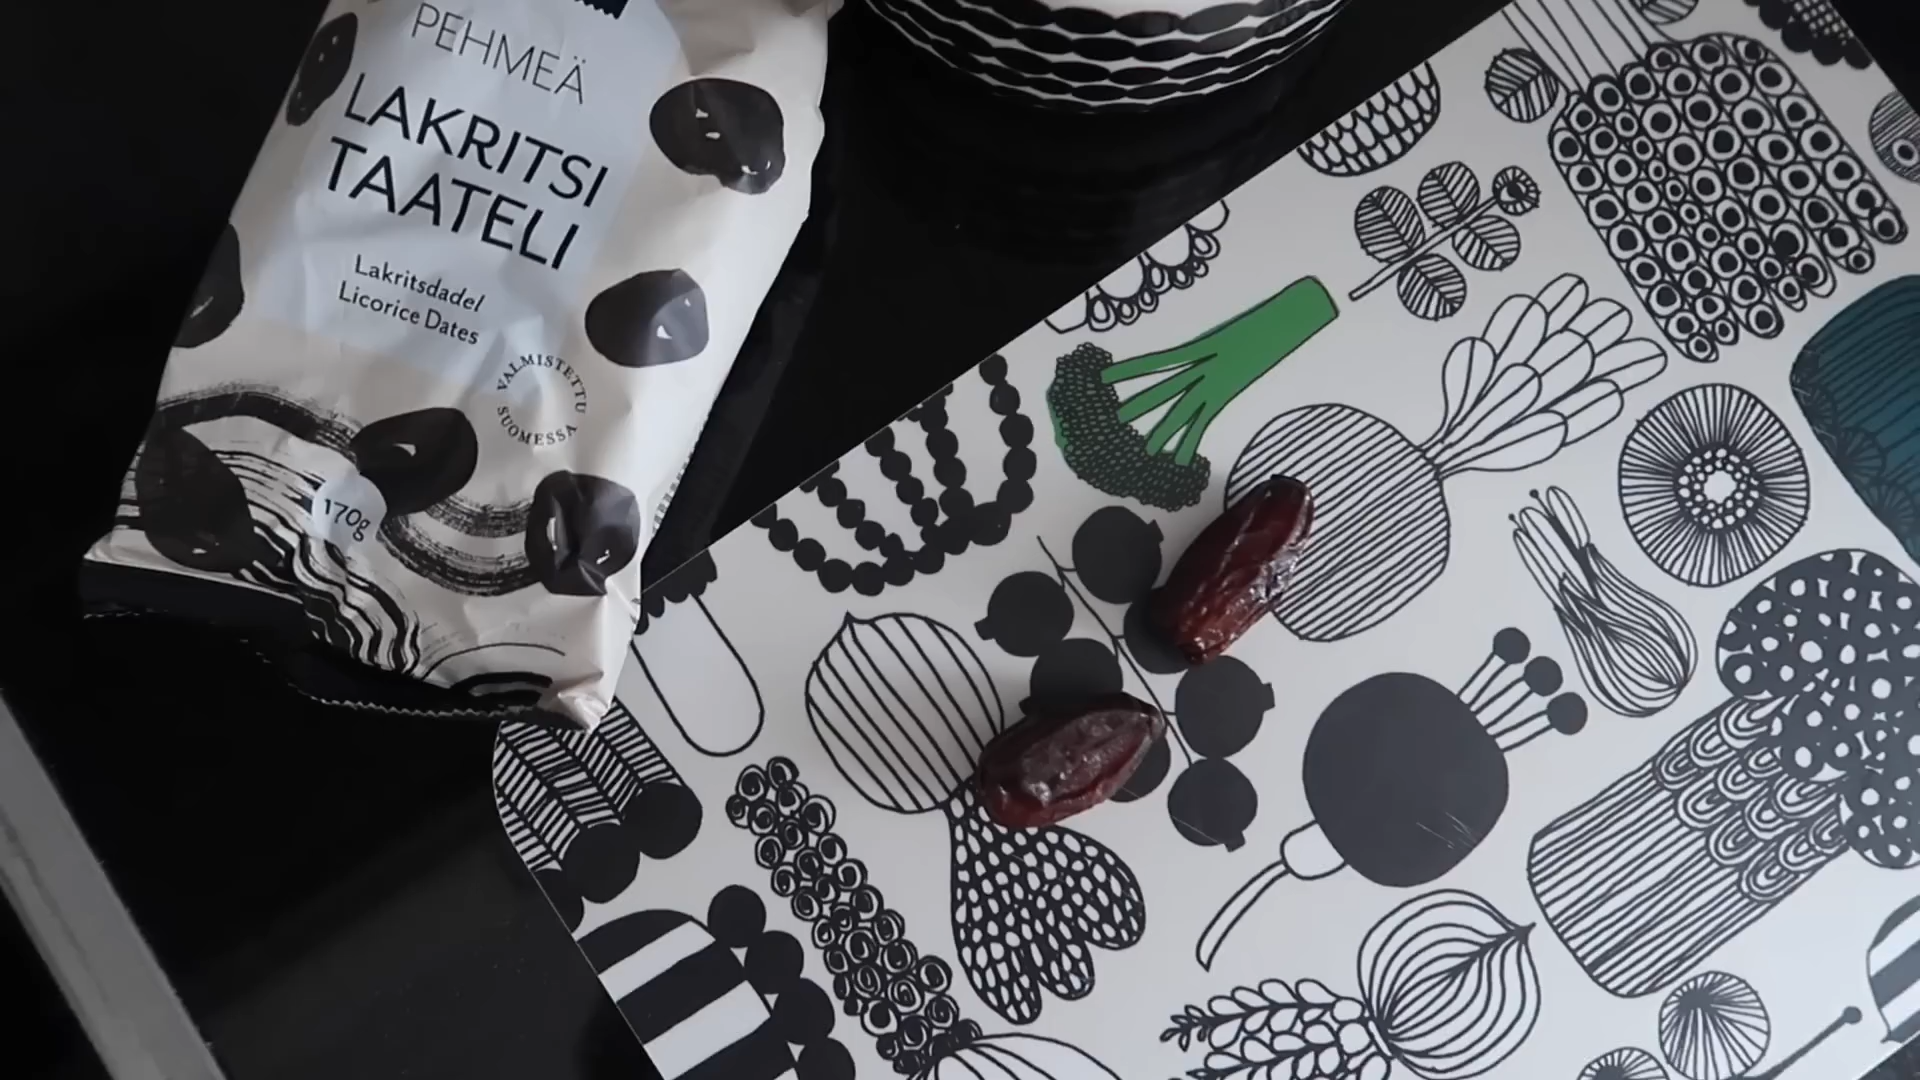 PEHMEÄ
LAKRITSI
TAATELI
Lakritsdadel
Licorice Dates
VALMISTETTU SUOMESSA
170g